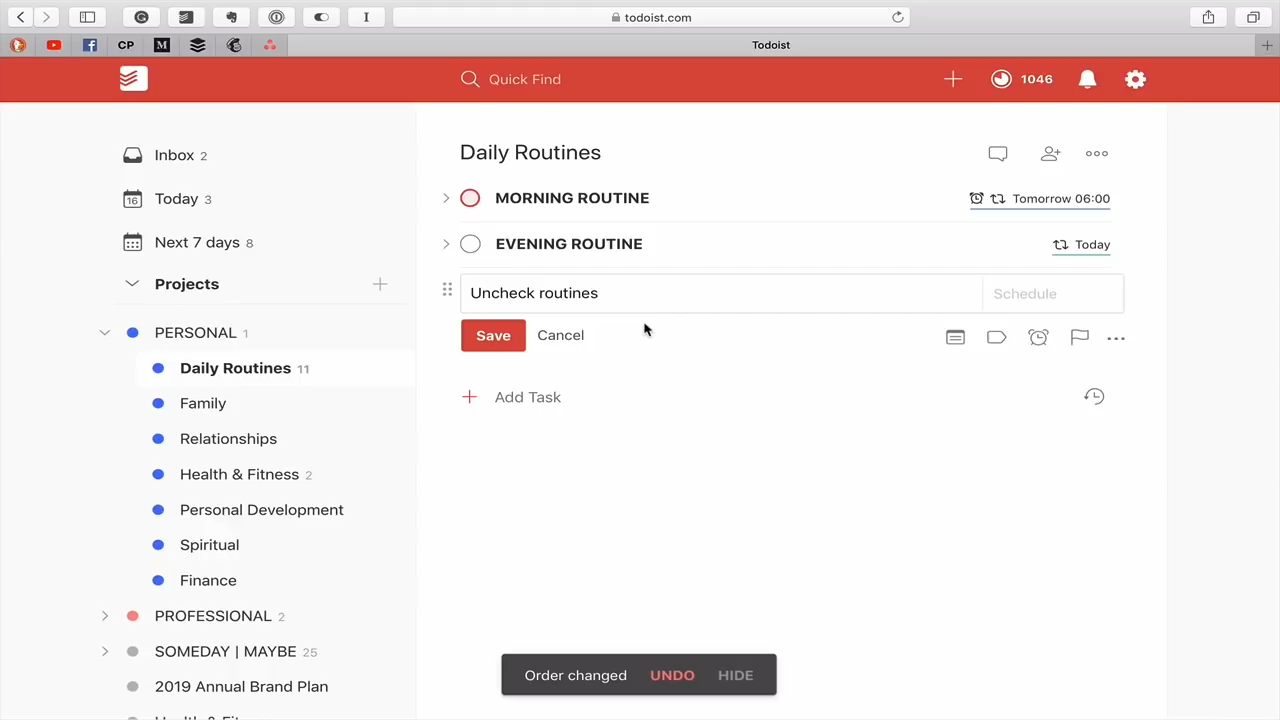 todoist.com
CP
M
Todoist
Quick Find
1046
Inbox 2
16 Today 3
Next 7 days 8
Projects
PERSONAL 1
Daily Routines 11
Family
Relationships
Health & Fitness 2
Personal Development
Spiritual
Finance
PROFESSIONAL 2
SOMEDAY | MAYBE 25
2019 Annual Brand Plan
Daily Routines
MORNING ROUTINE Tomorrow 06:00
EVENING ROUTINE Today
Uncheck routines Schedule
Save Cancel
Add Task
Order changed UNDO HIDE